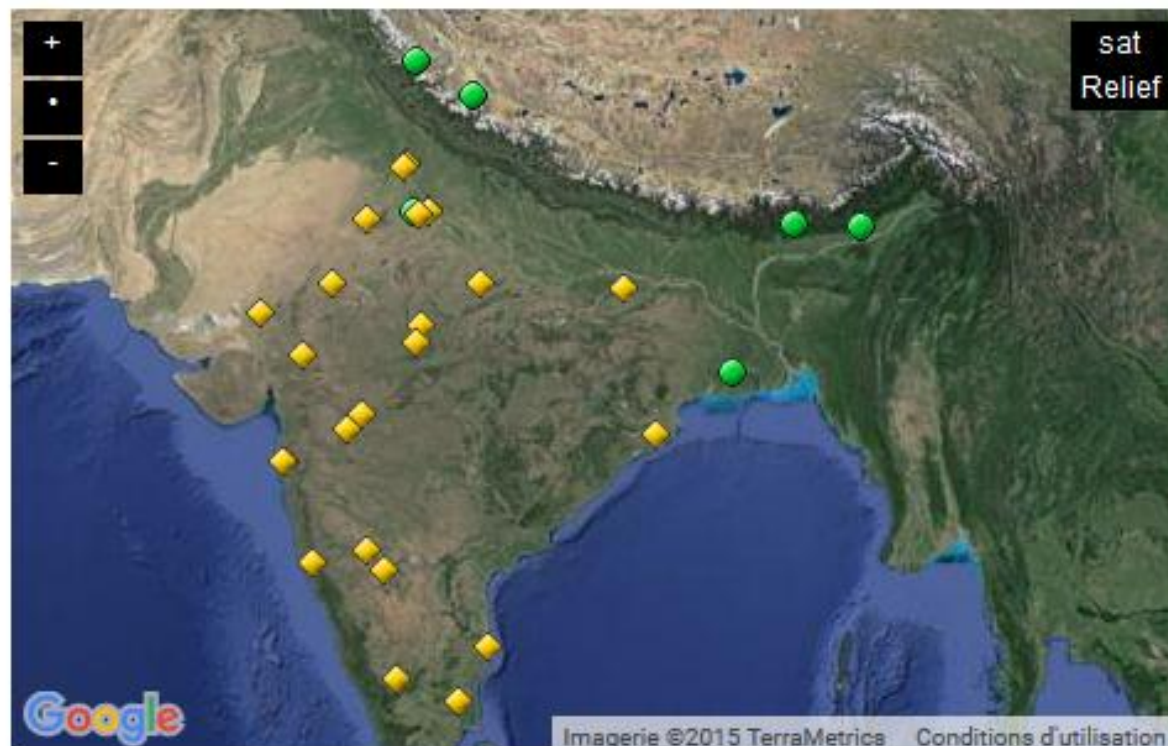 +
sat
•
Relief
-
Google
Imagerie ©2015 TerraMetrics Conditions d'utilisation